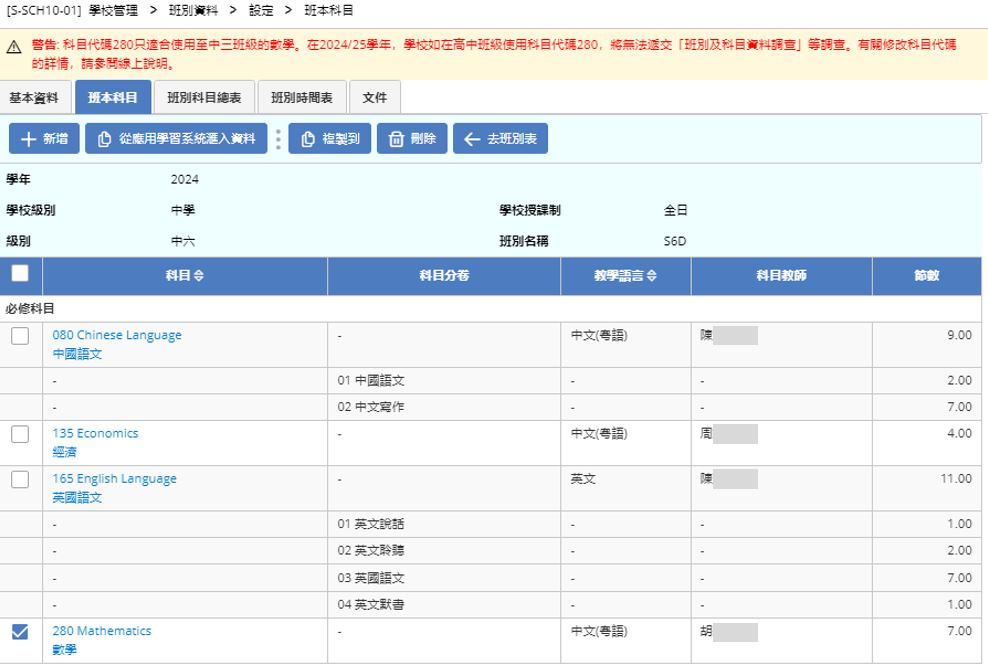 [S-SCH10-01] 學校管理 > 班別資料 > 設定 > 班本科目
警告: 科目代碼280只適合使用至中三班級的數學。在2024/25學年，學校如在高中班級使用科目代碼280，將無法遞交「班別及科目資料調查」等調查。有關修改科目代碼
的詳情，請參閱線上說明。
基本資料 班本科目 班別科目總表 班別時間表 文件
新增 從應用學習系統滙入資料 複製到 刪除 去班別表
學年 2024
學校級別 中學 學校授課制 全日
級別 中六 班別名稱 S6D
科目 科目分卷 教學語言 科目教師 節數
必修科目
080 Chinese Language - 中文(粵語) 陳 9.00
中國語文
- 01 中國語文 - - 2.00
- 02 中文寫作 - - 7.00
135 Economics - 中文(粵語) 周 4.00
經濟
165 English Language - 英文 陳 11.00
英國語文
- 01 英文說話 - - 1.00
- 02 英文聆聽 - - 2.00
- 03 英國語文 - - 7.00
- 04 英文默書 - - 1.00
280 Mathematics - 中文(粵語) 胡 7.00
數學